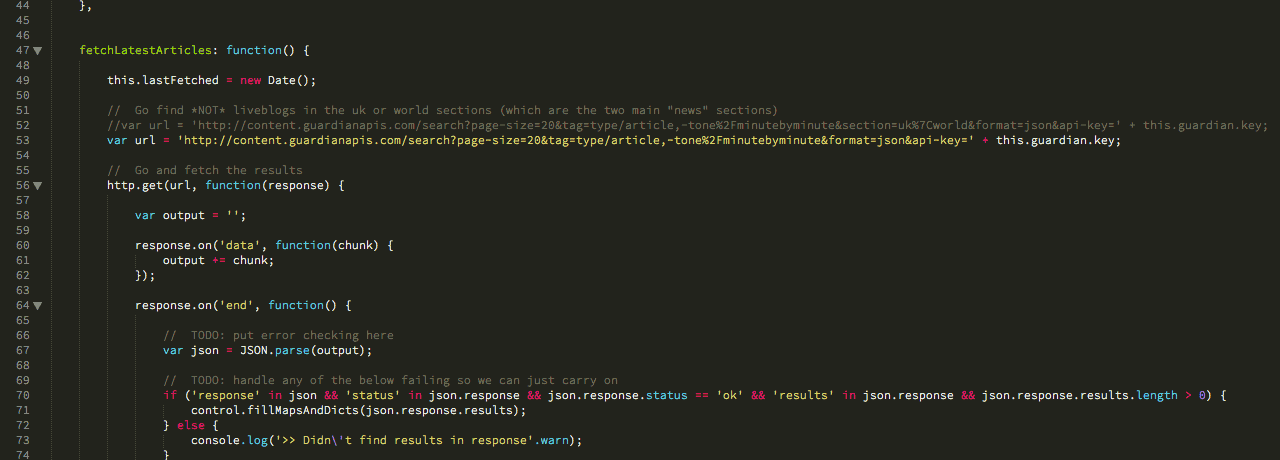 44 },
45
46
47 fetchLatestArticles: function() {
48
49 this.lastFetched = new Date();
50
51 //  Go find *NOT* liveblogs in the uk or world sections (which are the two main "news" sections)
52 //var url = 'http://content.guardianapis.com/search?page-size=20&tag=type/article,-tone%2Fminutebyminute&section=uk%7Cworld&format=json&api-key=' + this.guardian.key;
53 var url = 'http://content.guardianapis.com/search?page-size=20&tag=type/article,-tone%2Fminutebyminute&format=json&api-key=' + this.guardian.key;
54
55 //  Go and fetch the results
56 http.get(url, function(response) {
57
58 var output = '';
59
60 response.on('data', function(chunk) {
61 output += chunk;
62 });
63
64 response.on('end', function() {
65
66 //  TODO: put error checking here
67 var json = JSON.parse(output);
68
69 //  TODO: handle any of the below failing so we can just carry on
70 if ('response' in json && 'status' in json.response && json.response.status == 'ok' && 'results' in json.response && json.response.results.length > 0) {
71 control.fillMapsAndDicts(json.response.results);
72 } else {
73 console.log('>> Didn\'t find results in response'.warn);
74 }